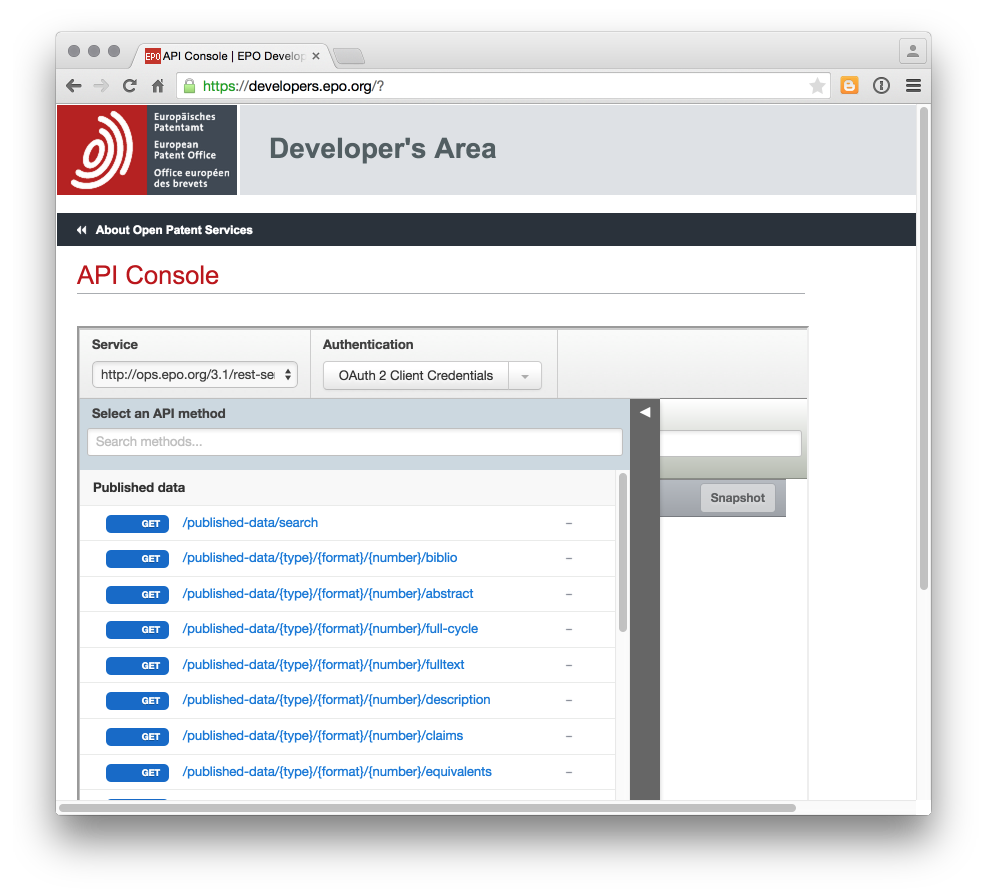 EPO API Console | EPO Develop
https://developers.epo.org/?
Europäisches
Patentamt
European
Patent Office
Office européen
des brevets
Developer's Area
About Open Patent Services
API Console
Service
Authentication
http://ops.epo.org/3.1/rest-se
OAuth 2 Client Credentials
Select an API method
Search methods...
Snapshot
Published data
GET /published-data/search –
GET /published-data/{type}/{format}/{number}/biblio –
GET /published-data/{type}/{format}/{number}/abstract –
GET /published-data/{type}/{format}/{number}/full-cycle –
GET /published-data/{type}/{format}/{number}/fulltext –
GET /published-data/{type}/{format}/{number}/description –
GET /published-data/{type}/{format}/{number}/claims –
GET /published-data/{type}/{format}/{number}/equivalents –